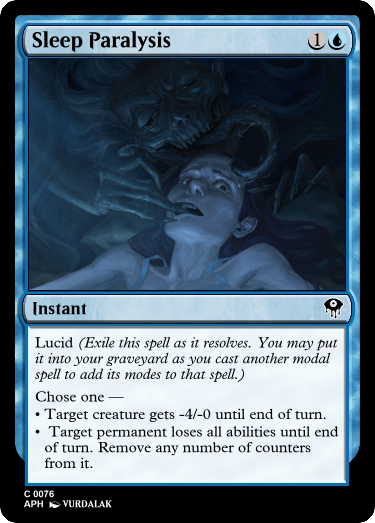 Sleep Paralysis 1
Instant
Lucid (Exile this spell as it resolves. You may put
it into your graveyard as you cast another modal
spell to add its modes to that spell.)
Chose one —
• Target creature gets -4/-0 until end of turn.
• Target permanent loses all abilities until end
of turn. Remove any number of counters
from it.
C 0076
APH VURDALAK